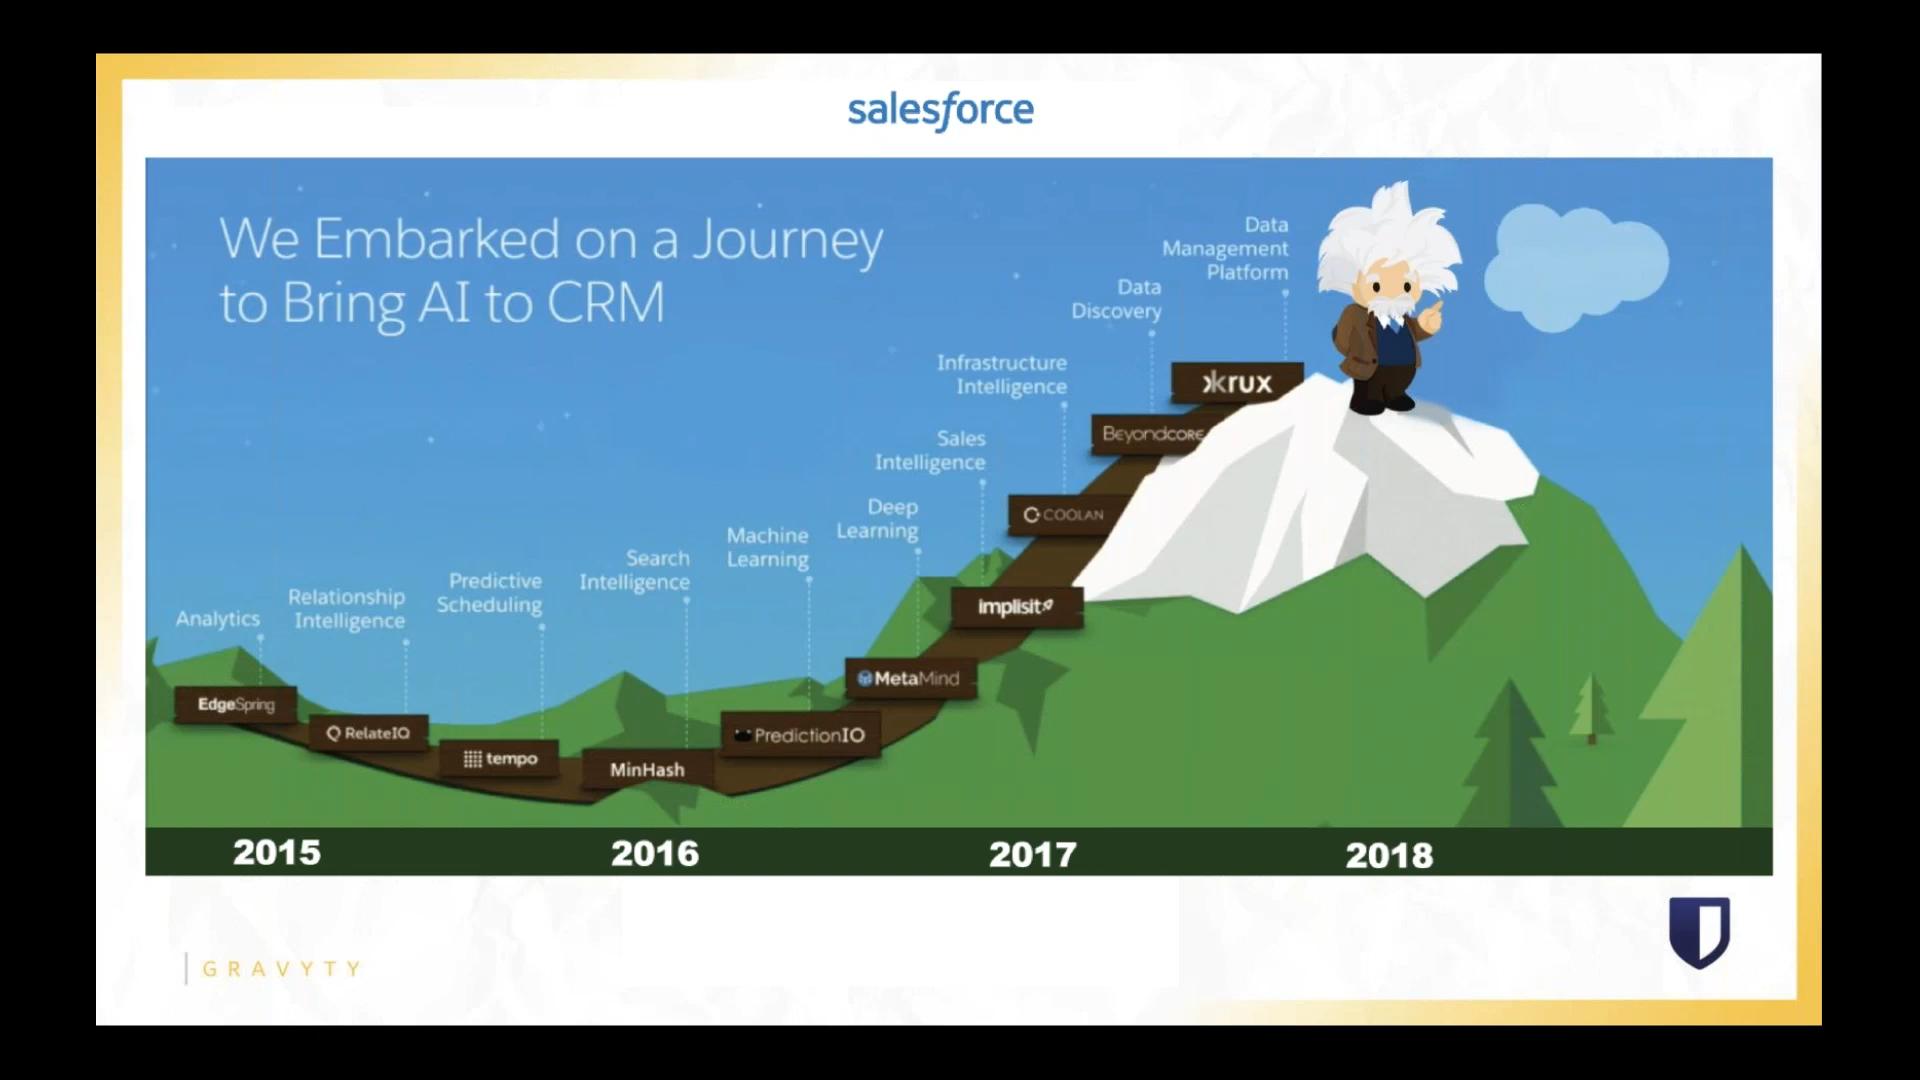 salesforce
We Embarked on a Journey
to Bring AI to CRM
Analytics
EdgeSpring
Relationship
Intelligence
RelateIQ
Predictive
Scheduling
tempo
Search
Intelligence
MinHash
Machine
Learning
PredictionIO
Deep
Learning
MetaMind
Sales
Intelligence
implisit
Infrastructure
Intelligence
COOLAN
Data
Discovery
BEyondcoRE
Data
Management
Platform
krux
2015
2016
2017
2018
GRAVYTY